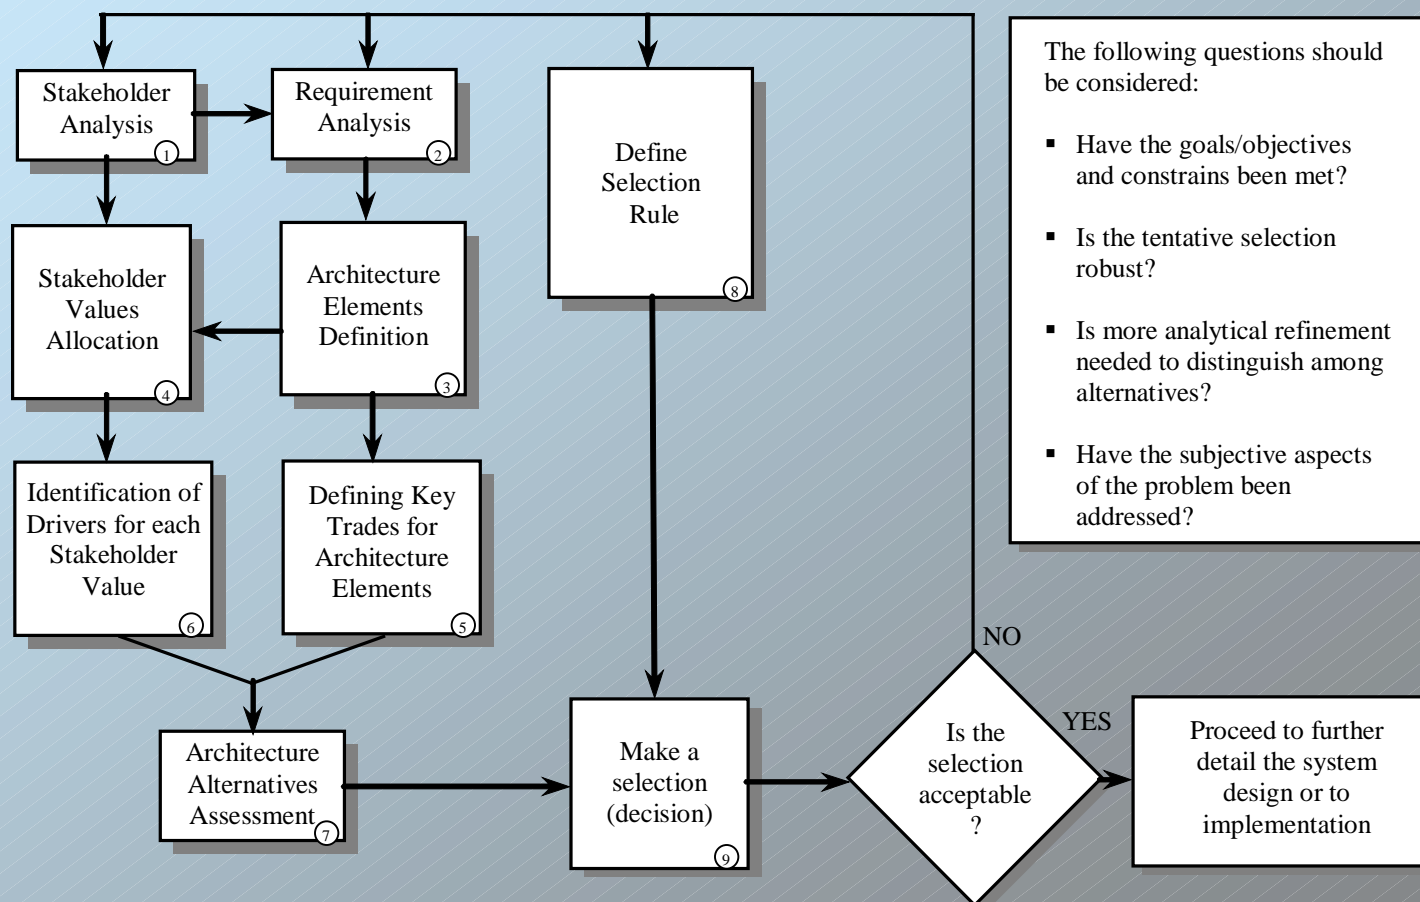 Stakeholder
Analysis
1
Requirement
Analysis
2
Define
Selection
Rule
8
Stakeholder
Values
Allocation
4
Architecture
Elements
Definition
3
Identification of
Drivers for each
Stakeholder
Value
6
Defining Key
Trades for
Architecture
Elements
5
Architecture
Alternatives
Assessment
7
Make a
selection
(decision)
9
Is the
selection
acceptable
?
NO
YES
Proceed to further
detail the system
design or to
implementation
The following questions should
be considered:
▪ Have the goals/objectives
and constrains been met?
▪ Is the tentative selection
robust?
▪ Is more analytical refinement
needed to distinguish among
alternatives?
▪ Have the subjective aspects
of the problem been
addressed?